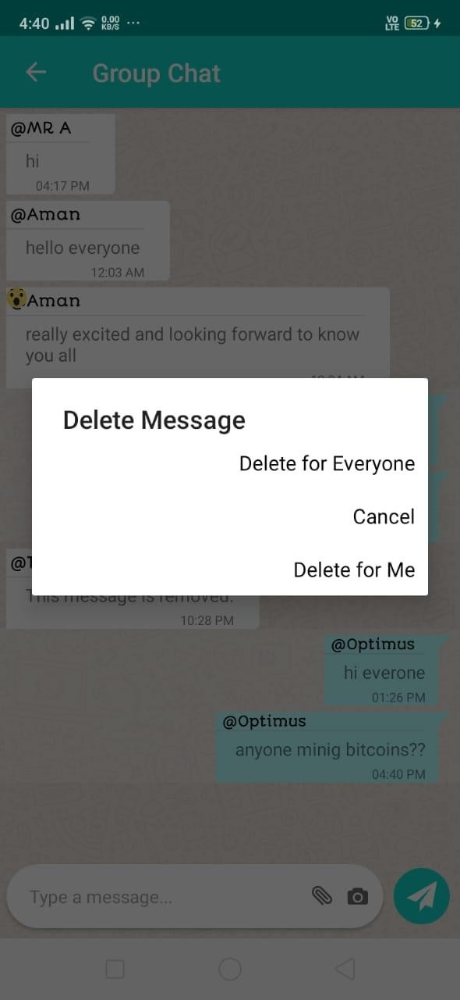 4:40 0.00 KB/S ... VO LTE 52
Group Chat
@MR A
hi
04:17 PM
@Aman
hello everyone
12:03 AM
Aman
really excited and looking forward to know
you all
Delete Message
Delete for Everyone
Cancel
Delete for Me
This message is removed.
10:28 PM
@Optimus
hi everone
01:26 PM
@Optimus
anyone minig bitcoins??
04:40 PM
Type a message...